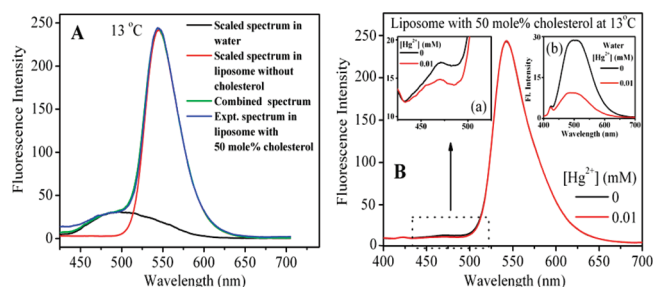 A
13 °C
Scaled spectrum in
water
Scaled spectrum in
liposome without
cholesterol
Combined spectrum
Expt. spectrum in
liposome with
50 mole% cholesterol
Fluorescence Intensity
250
200
150
100
50
0
450 500 550 600 650 700
Wavelength (nm)
Liposome with 50 mole% cholesterol at 13°C
B
Fluorescence Intensity
250
200
150
100
50
0
400 450 500 550 600 650 700
Wavelength (nm)
[Hg2+] (mM)
0
0.01
[Hg2+] (mM)
0
0.01
20
15
10
450 500
(a)
(b)
Water
[Hg2+] (mM)
0
0.01
Fl. Intensity
30
15
0
400 500 600 700
Wavelength (nm)